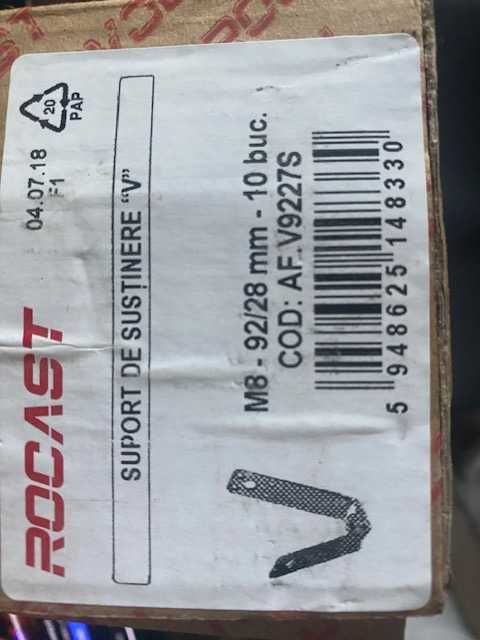 ROCAST
04.07.18
F1
20
PAP
SUPORT DE SUSȚINERE "V"
M8 - 92/28 mm - 10 buc.
COD: AF.V9227S
5 948625 148330